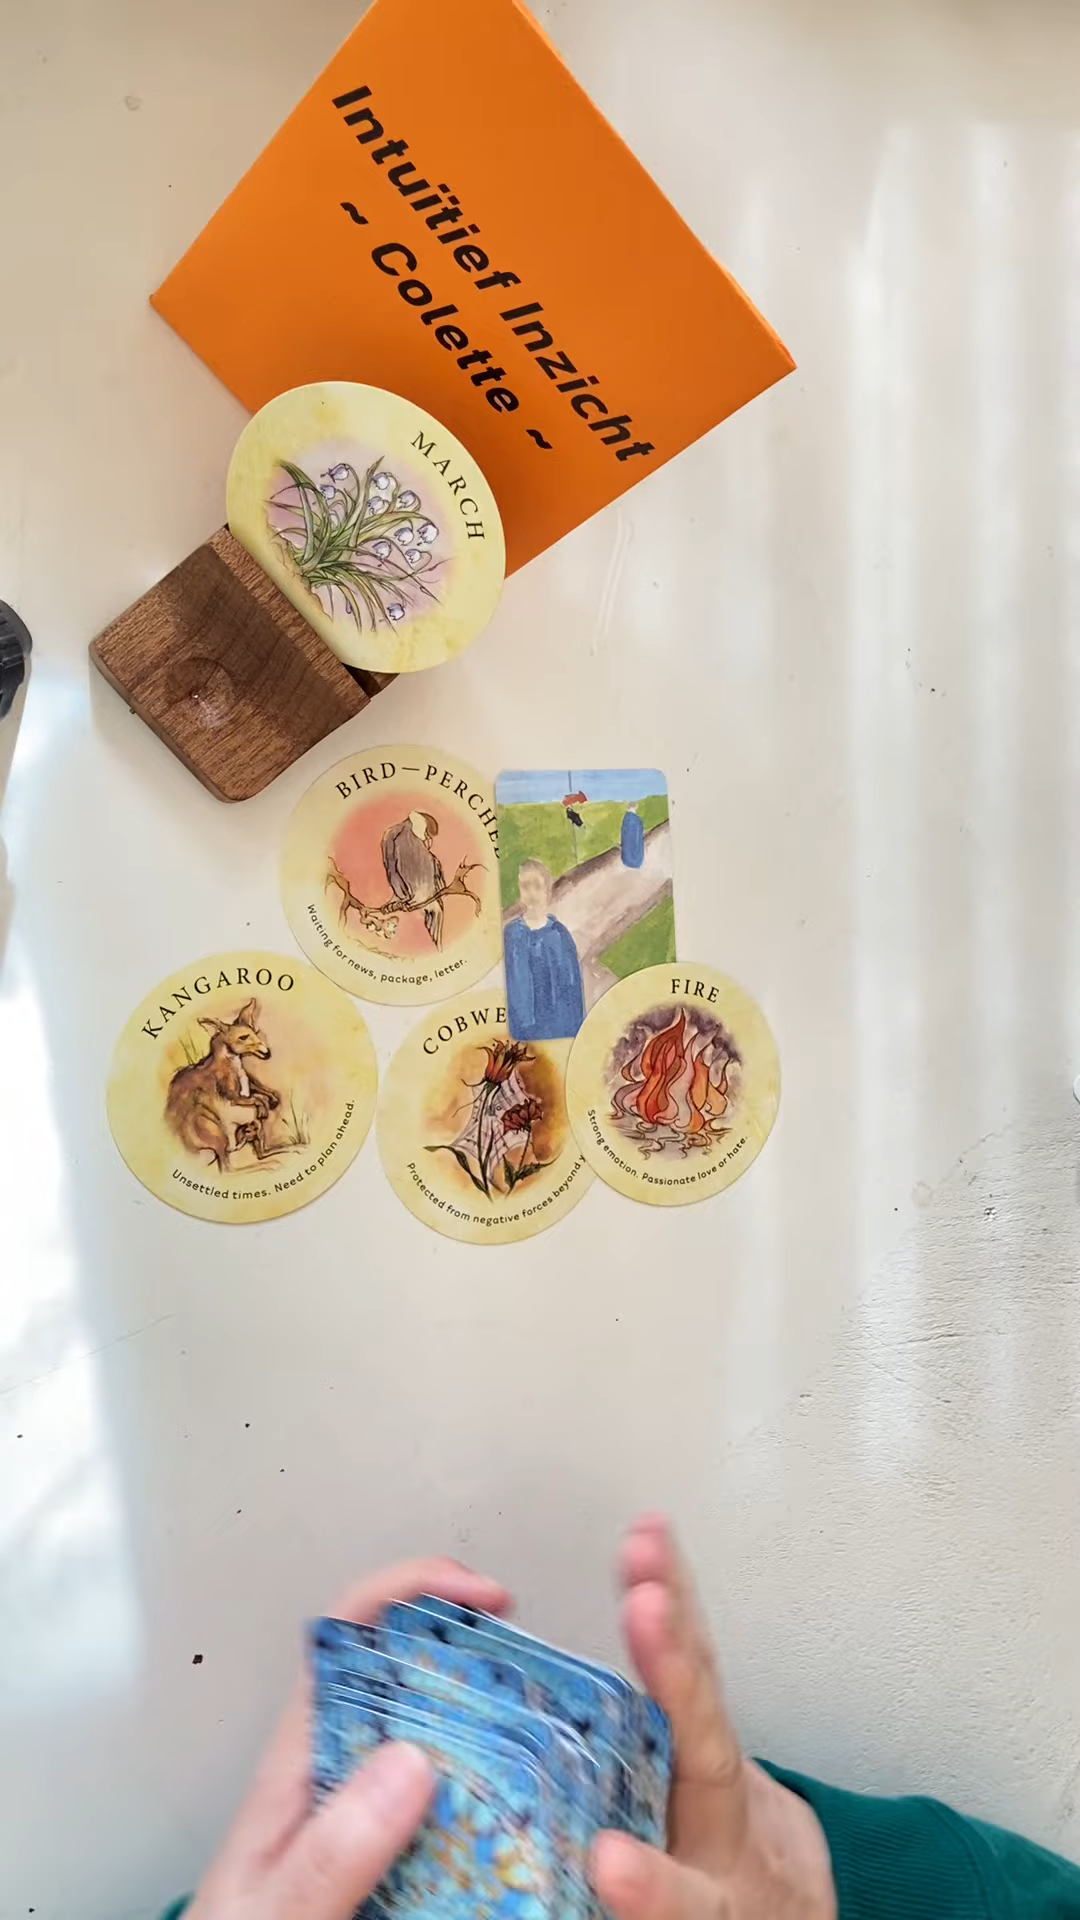 Intuïtief Inzicht
~ Colette ~
MARCH
BIRD—PERCHED
Waiting for news, package, letter.
KANGAROO
Unsettled times. Need to plan ahead.
COBWE
Protected from negative forces beyond y
FIRE
Strong emotion. Passionate love or hate.